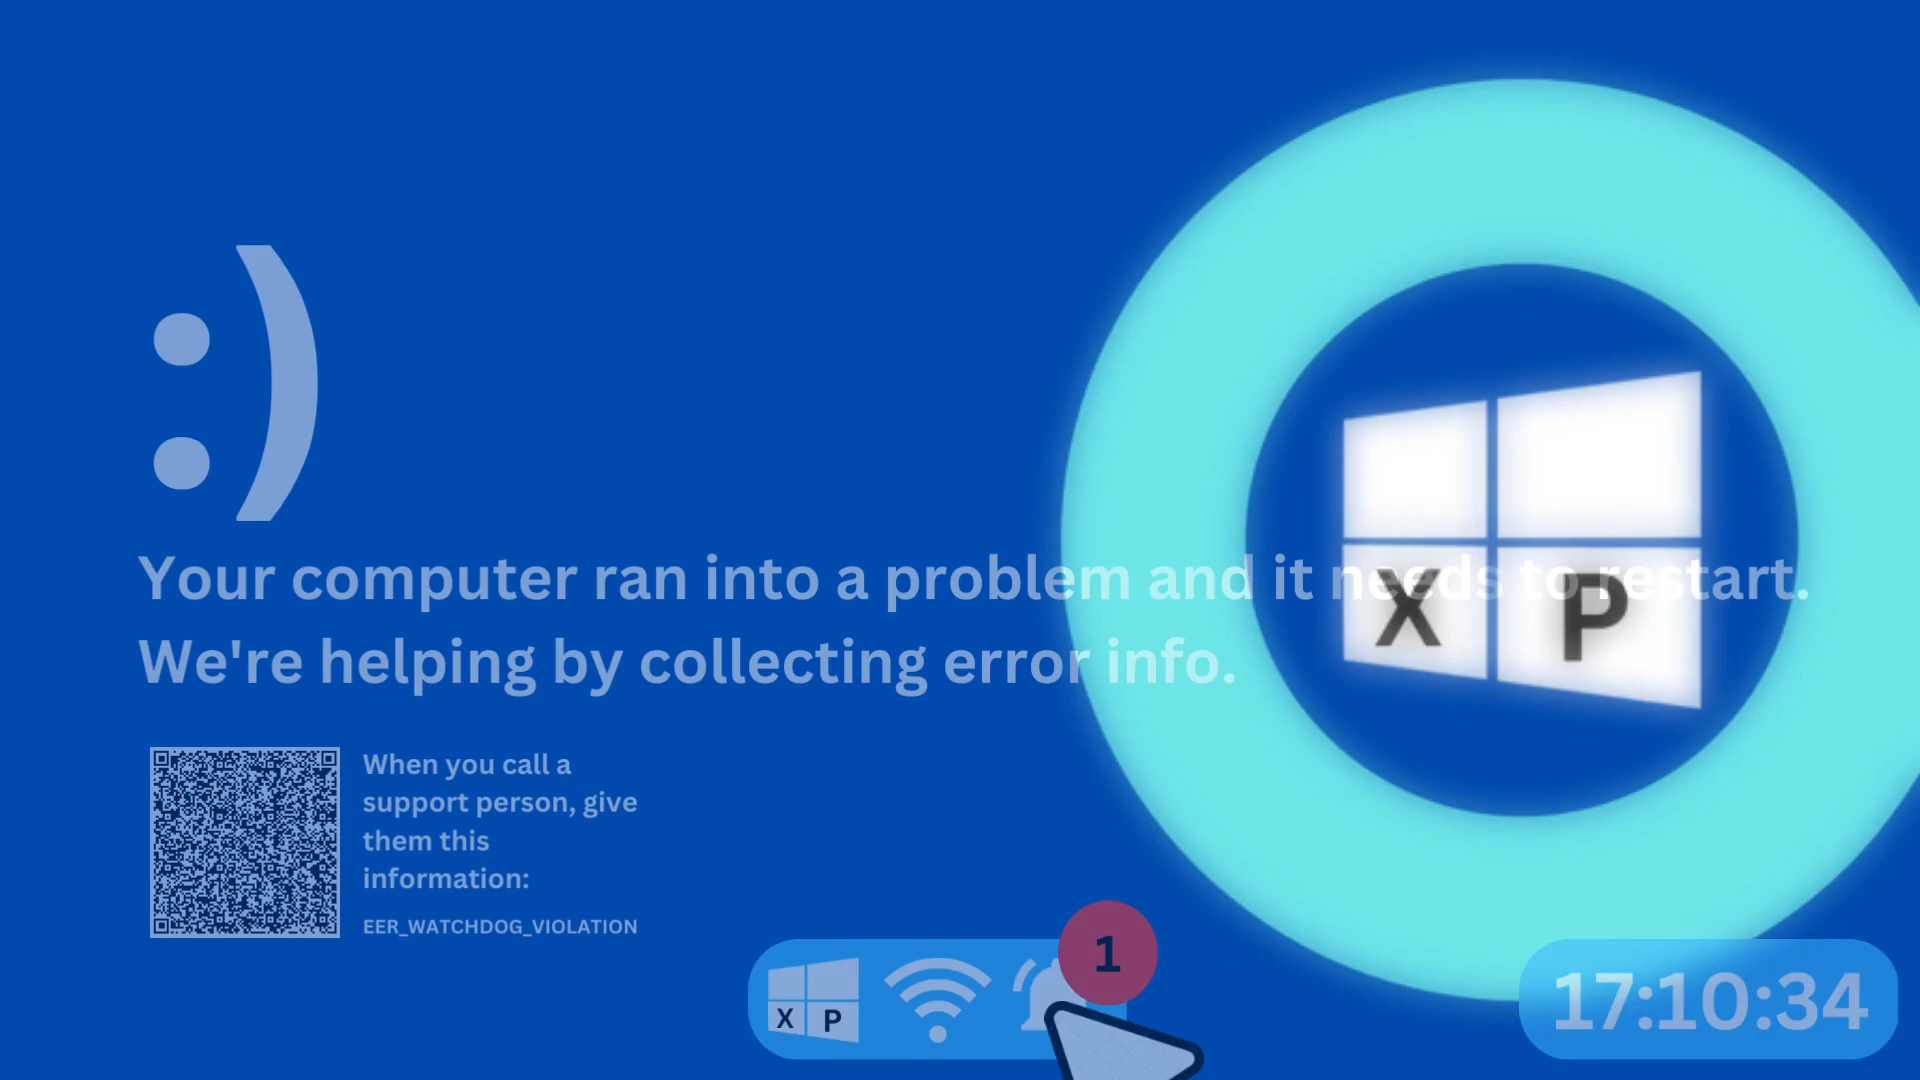 :)
Your computer ran into a problem and it needs to restart.
We're helping by collecting error info.
X P
When you call a
support person, give
them this
information:
EER_WATCHDOG_VIOLATION
1
X P
17:10:34